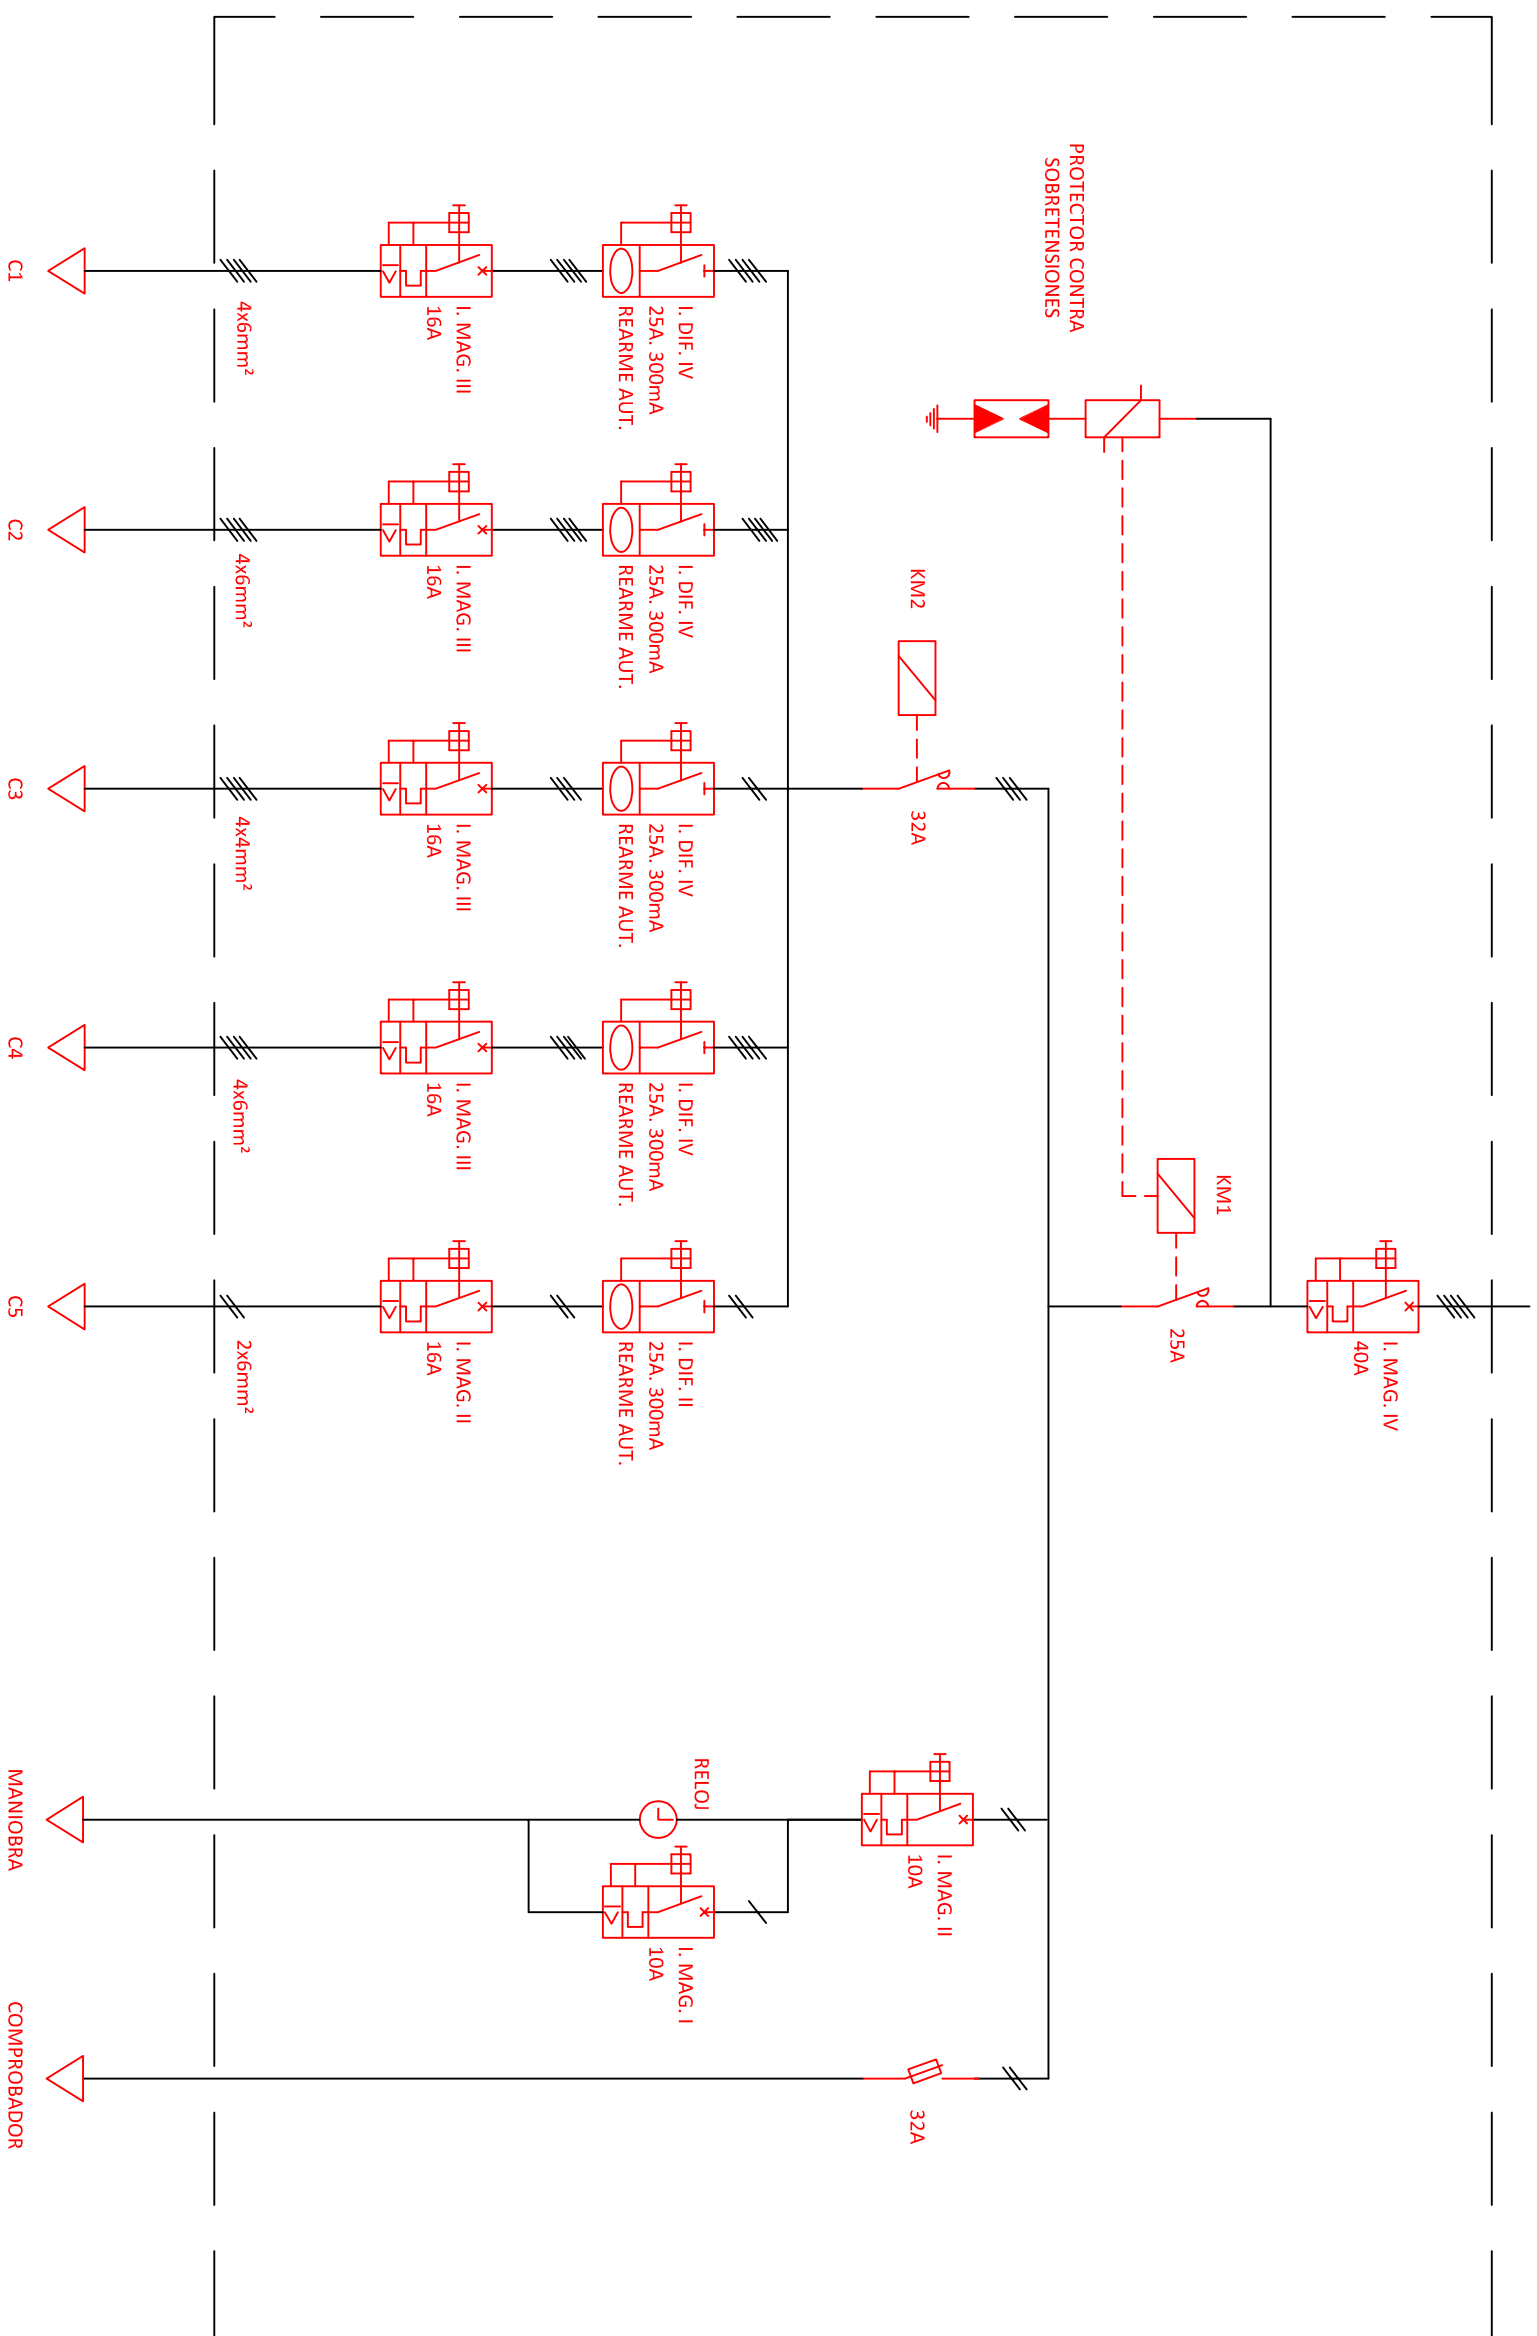 I. MAG. IV
40A
KM1
25A
PROTECTOR CONTRA
SOBRETENSIONES
KM2
32A
I. MAG. II
10A
32A
RELOJ
I. MAG. I
10A
I. DIF. IV
25A. 300mA
REARME AUT.
I. DIF. IV
25A. 300mA
REARME AUT.
I. DIF. IV
25A. 300mA
REARME AUT.
I. DIF. IV
25A. 300mA
REARME AUT.
I. DIF. II
25A. 300mA
REARME AUT.
I. MAG. III
16A
I. MAG. III
16A
I. MAG. III
16A
I. MAG. III
16A
I. MAG. II
16A
4x6mm²
4x6mm²
4x4mm²
4x6mm²
2x6mm²
C1
C2
C3
C4
C5
MANIOBRA
COMPROBADOR